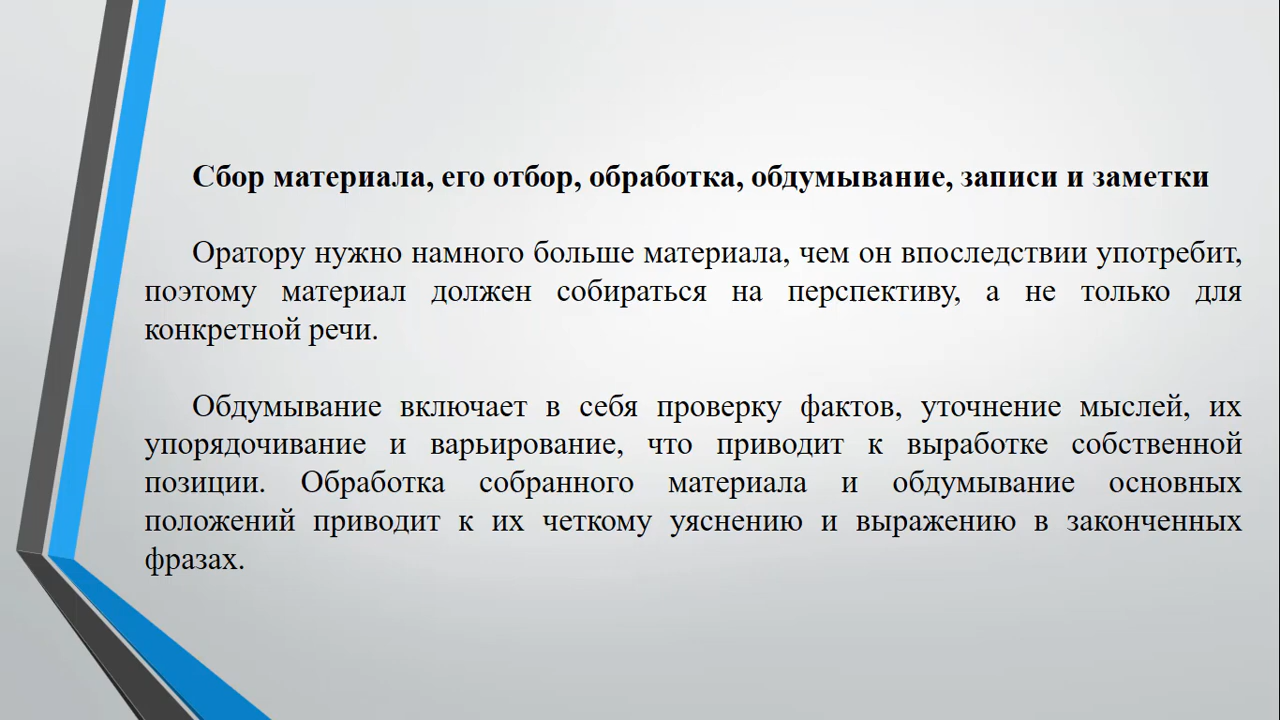 Сбор материала, его отбор, обработка, обдумывание, записи и заметки
Оратору нужно намного больше материала, чем он впоследствии употребит,
поэтому материал должен собираться на перспективу, а не только для
конкретной речи.
Обдумывание включает в себя проверку фактов, уточнение мыслей, их
упорядочивание и варьирование, что приводит к выработке собственной
позиции. Обработка собранного материала и обдумывание основных
положений приводит к их четкому уяснению и выражению в законченных
фразах.